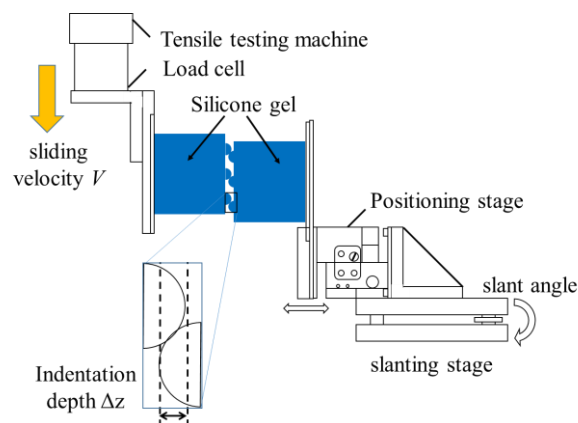 Tensile testing machine
Load cell
Silicone gel
sliding
velocity V
Positioning stage
slant angle
slanting stage
Indentation
depth Δz